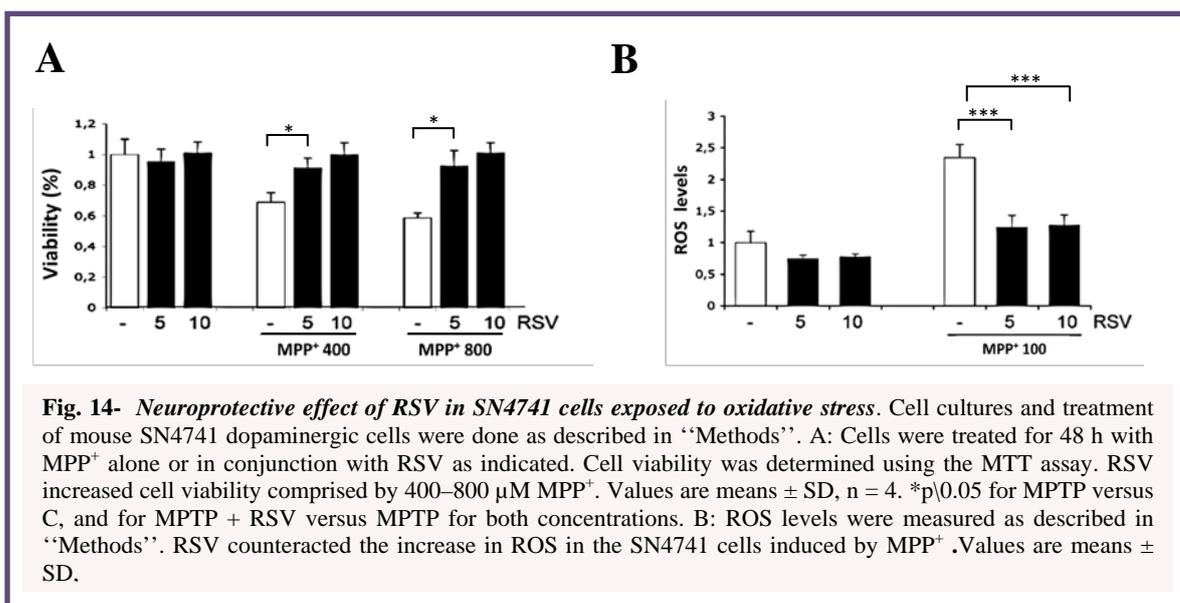 A
B
Viability (%)
1,2
1
0,8
0,6
0,4
0,2
0
*
*
- 5 10 - 5 10 - 5 10 RSV
MPP⁺ 400 MPP⁺ 800
ROS levels
3
2,5
2
1,5
1
0,5
0
***
***
- 5 10 - 5 10 RSV
MPP⁺ 100
Fig. 14- Neuroprotective effect of RSV in SN4741 cells exposed to oxidative stress. Cell cultures and treatment
of mouse SN4741 dopaminergic cells were done as described in ‘‘Methods’’. A: Cells were treated for 48 h with
MPP⁺ alone or in conjunction with RSV as indicated. Cell viability was determined using the MTT assay. RSV
increased cell viability comprised by 400–800 µM MPP⁺. Values are means ± SD, n = 4. *p\0.05 for MPTP versus
C, and for MPTP + RSV versus MPTP for both concentrations. B: ROS levels were measured as described in
‘‘Methods’’. RSV counteracted the increase in ROS in the SN4741 cells induced by MPP⁺ .Values are means ±
SD.